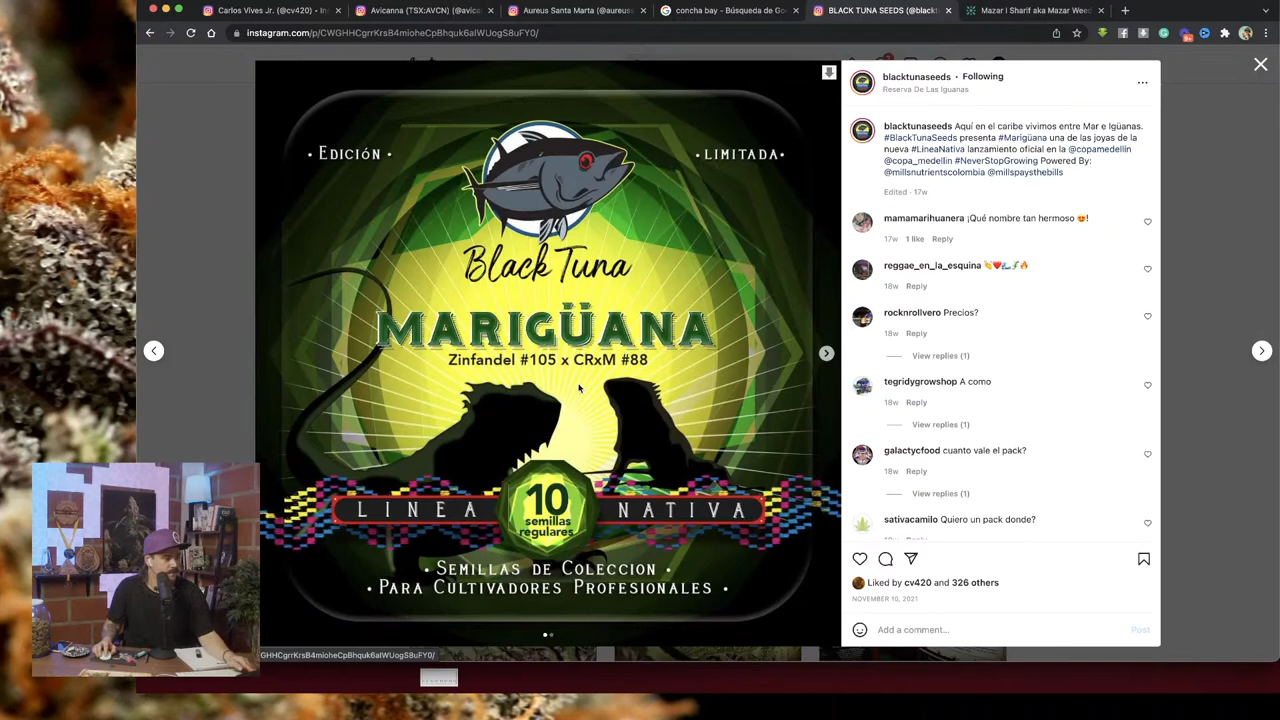 Carlos Vives Jr. (@cv420) • In
Avicanna (TSX:AVCN) (@avica
Aureus Santa Marta (@aureuss
concha bay - Búsqueda de Go
BLACK TUNA SEEDS (@black
Mazar I Sharif aka Mazar Weed
instagram.com/p/CWGHHCgrrKrsB4mioheCpBhquk6aIWUogS8uFY0/
• EDICIÓN •
• LIMITADA •
Black Tuna
MARIGÜANA
Zinfandel #105 x CRxM #88
LINEA
10
semillas
regulares
NATIVA
• SEMILLAS DE COLECCION •
• PARA CULTIVADORES PROFESIONALES •
blacktunaseeds • Following
Reserva De Las Iguanas
blacktunaseeds Aquí en el caribe vivimos entre Mar e Igüanas.
#BlackTunaSeeds presenta #Marigüana una de las joyas de la
nueva #LíneaNativa lanzamiento oficial en la @copamedellin
@copa_medellin #NeverStopGrowing Powered By:
@millsnutrientscolombia @millspaysthebills
Edited · 17w
mamamarihuanera ¡Qué nombre tan hermoso 😍!
17w 1 like Reply
reggae_en_la_esquina
18w Reply
rocknrollvero Precios?
18w Reply
View replies (1)
tegridygrowshop A como
18w Reply
View replies (1)
galactycfood cuanto vale el pack?
18w Reply
View replies (1)
sativacamilo Quiero un pack donde?
Liked by cv420 and 326 others
NOVEMBER 10, 2021
Add a comment...
Post
GHHCgrrKrsB4mioheCpBhquk6aIWUogS8uFY0/